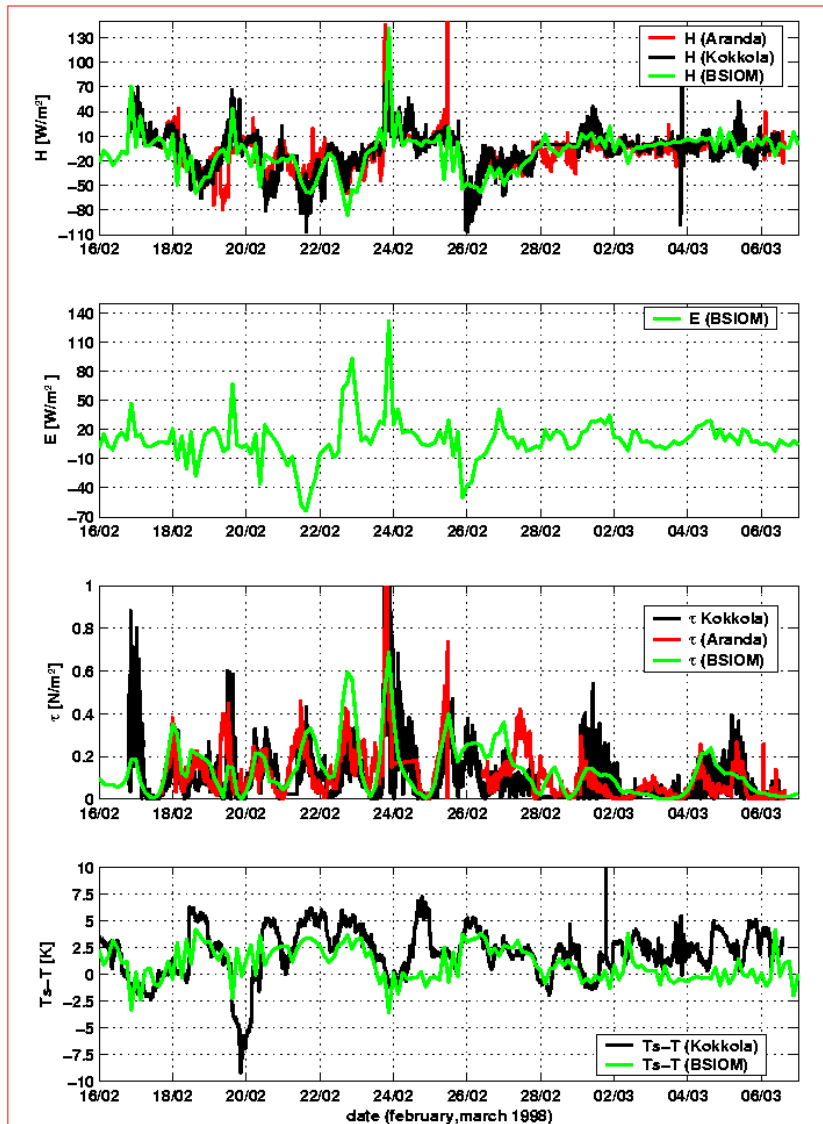 H (Aranda)
H (Kokkola)
H (BSIOM)
H [W/m²]
130
100
70
40
10
−20
−50
−80
−110
16/02 18/02 20/02 22/02 24/02 26/02 28/02 02/03 04/03 06/03
E (BSIOM)
E [W/m²]
140
110
80
50
20
−10
−40
−70
16/02 18/02 20/02 22/02 24/02 26/02 28/02 02/03 04/03 06/03
τ Kokkola)
τ (Aranda)
τ (BSIOM)
τ [N/m²]
1
0.8
0.6
0.4
0.2
0
16/02 18/02 20/02 22/02 24/02 26/02 28/02 02/03 04/03 06/03
Ts−T [K]
10
7.5
5
2.5
0
−2.5
−5
−7.5
−10
Ts−T (Kokkola)
Ts−T (BSIOM)
16/02 18/02 20/02 22/02 24/02 26/02 28/02 02/03 04/03 06/03
date (february,march 1998)